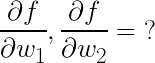 ∂f/∂w₁, ∂f/∂w₂ = ?